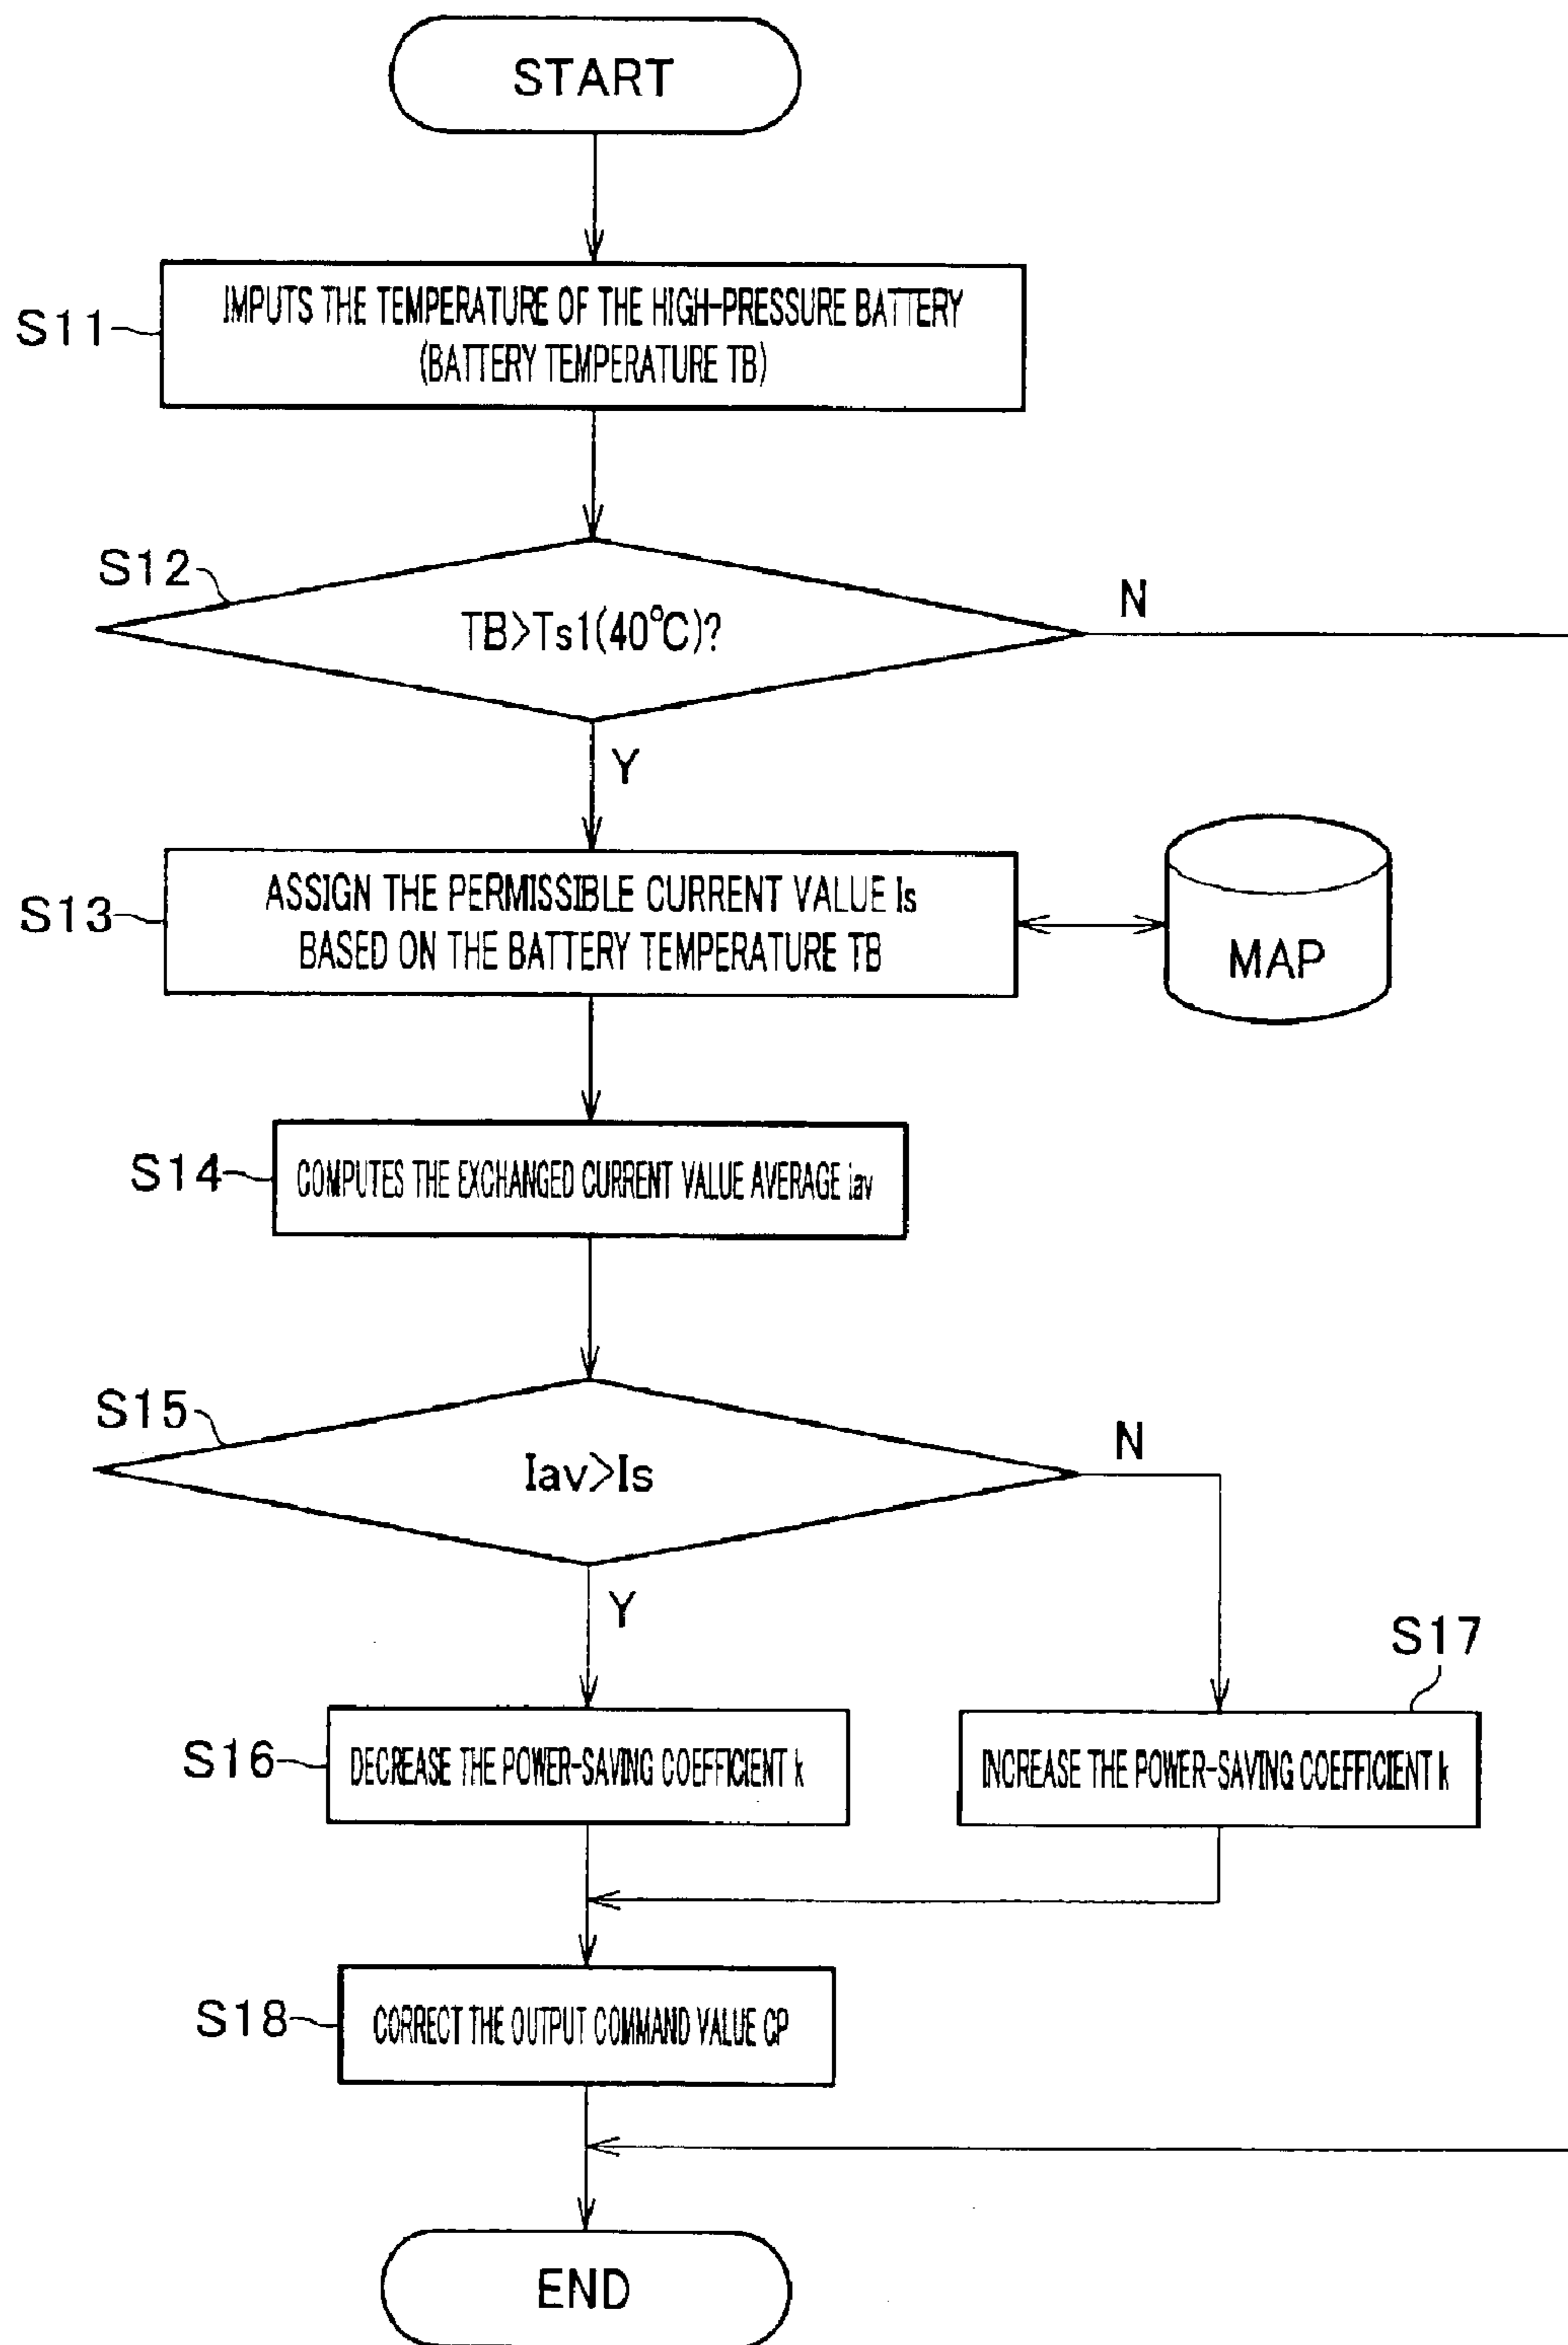 START
S11
IMPUTS THE TEMPERATURE OF THE HIGH-PRESSURE BATTERY
(BATTERY TEMPERATURE TB)
S12
TB>Ts1(40°C)?
N
Y
S13
ASSIGN THE PERMISSIBLE CURRENT VALUE Is
BASED ON THE BATTERY TEMPERATURE TB
MAP
S14
COMPUTES THE EXCHANGED CURRENT VALUE AVERAGE iav
S15
Iav>Is
N
Y
S16
DECREASE THE POWER-SAVING COEFFICIENT k
S17
INCREASE THE POWER-SAVING COEFFICIENT k
S18
CORRECT THE OUTPUT COMMAND VALUE CP
END